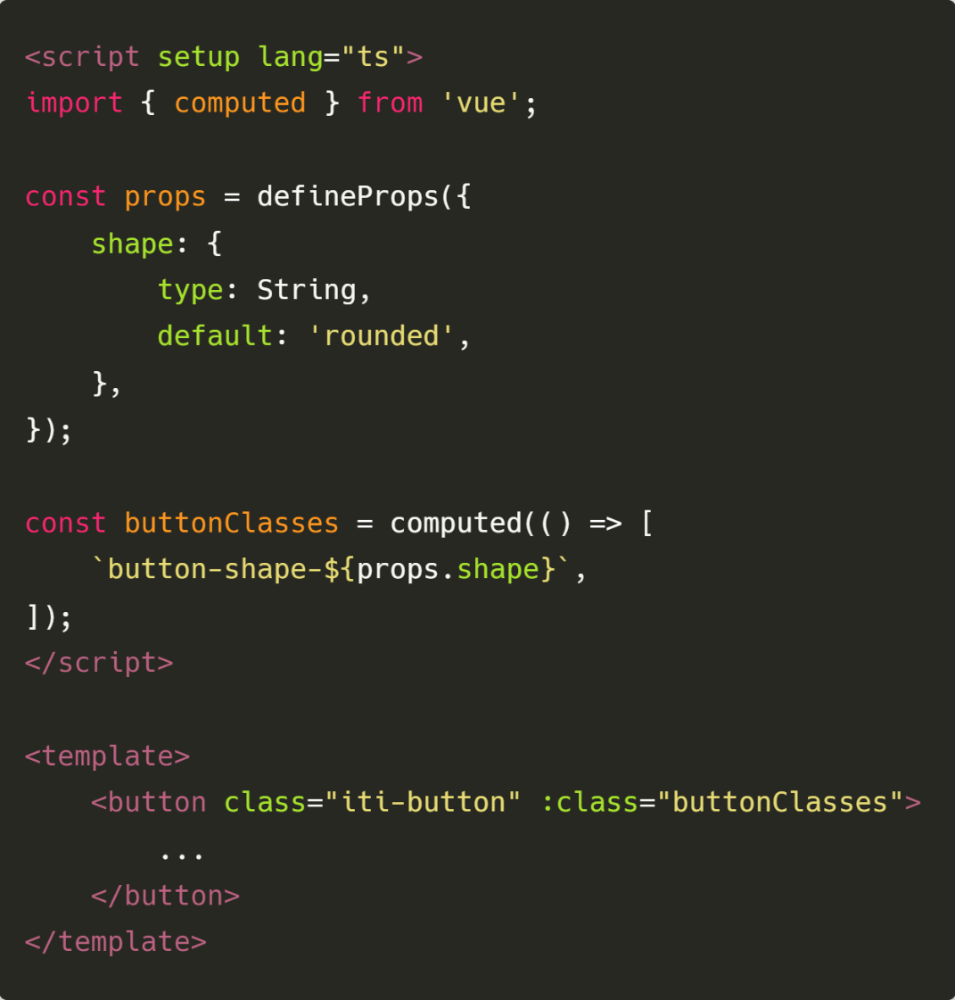 <script setup lang="ts">
import { computed } from 'vue';

const props = defineProps({
    shape: {
        type: String,
        default: 'rounded',
    },
});

const buttonClasses = computed(() => [
    `button-shape-${props.shape}`,
]);
</script>

<template>
    <button class="iti-button" :class="buttonClasses">
        ...
    </button>
</template>